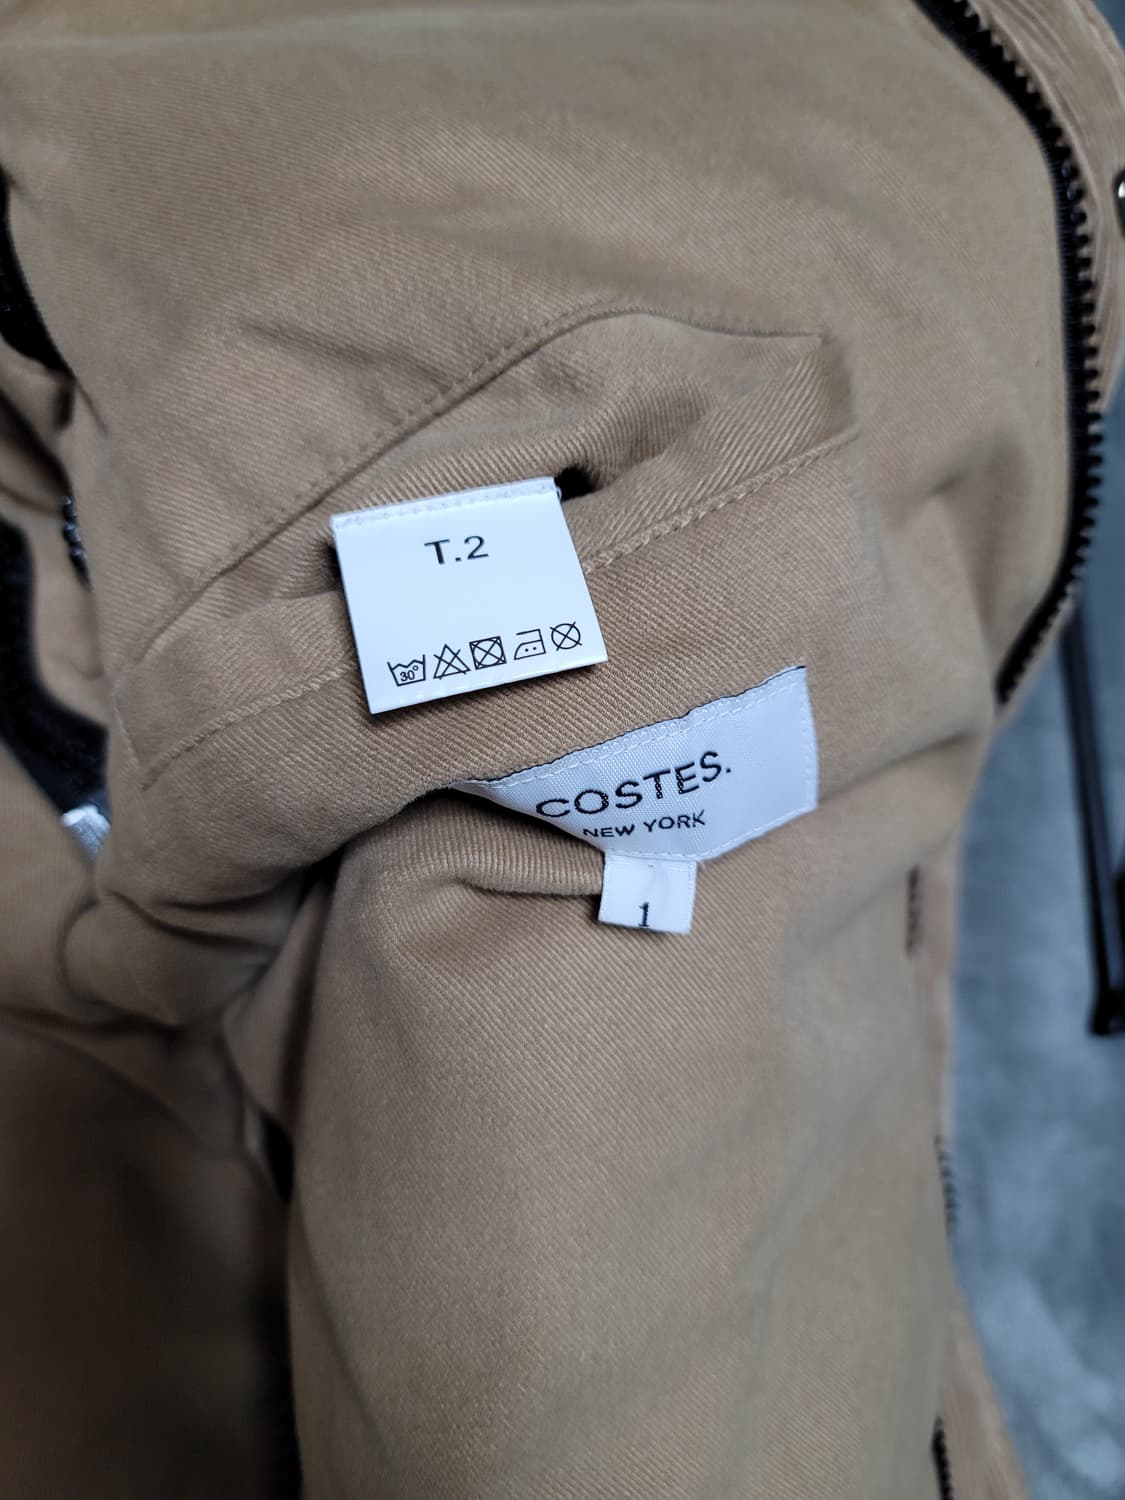 T.2
30°
COSTES.
NEW YORK
1